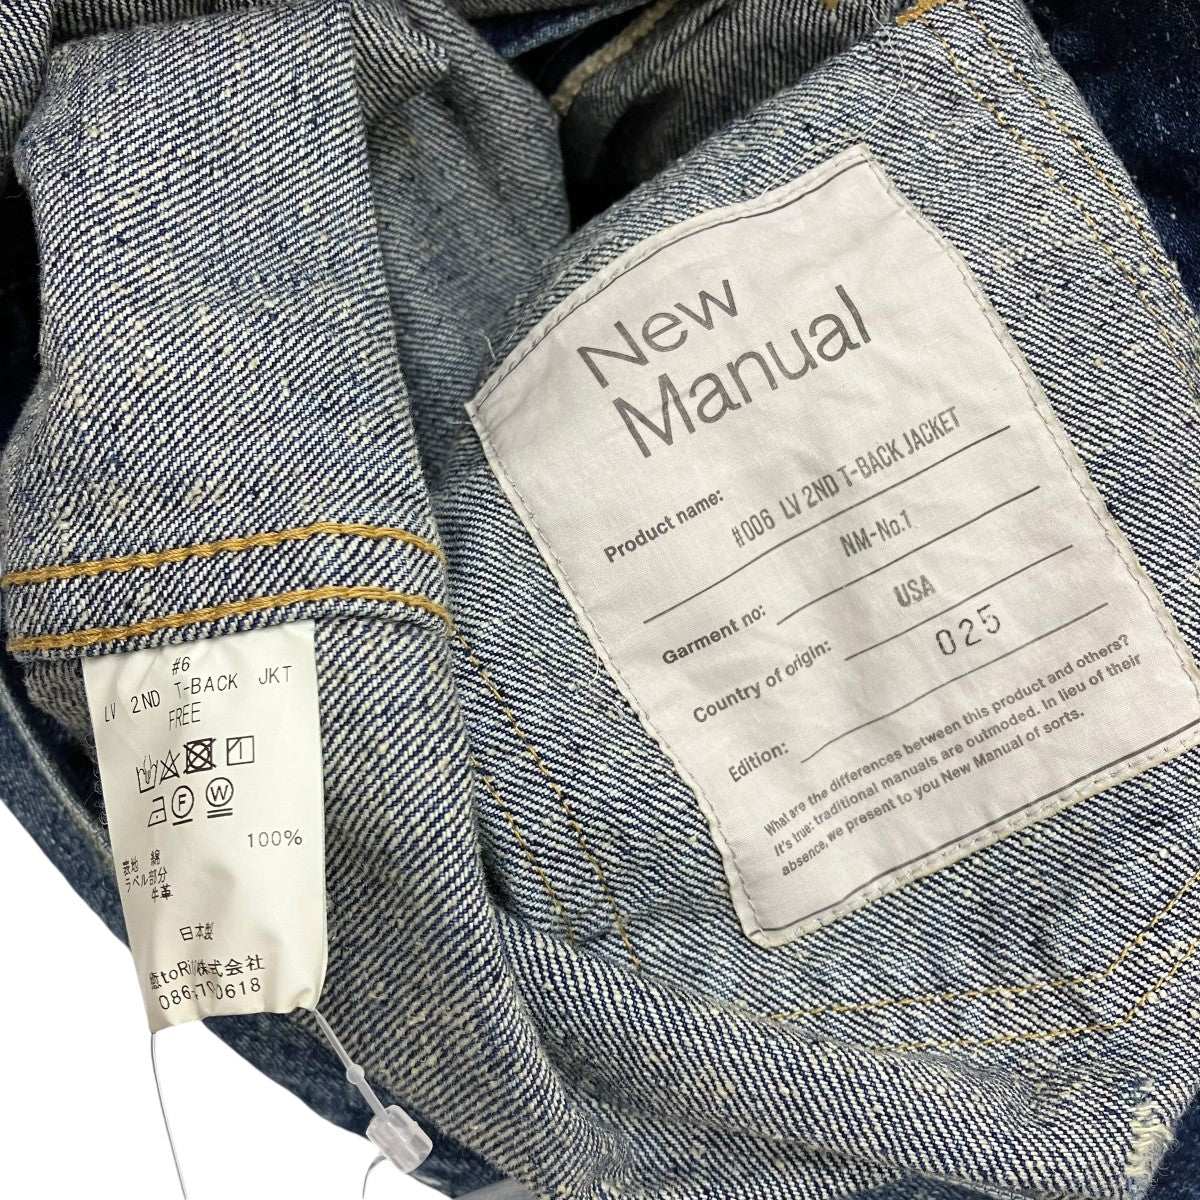 #6
LV 2ND T-BACK JKT
FREE
F
W
100%
表地 綿
ラベル部分
牛革
日本製
株式会社
New
Manual
Product name: #006 LV 2ND T-BACK JACKET
Garment no: NM-No.1
Country of origin: USA
Edition: 025
What are the differences between this product and others?
It's true: traditional manuals are outmoded. In lieu of their
absence, we present to you New Manual of sorts.